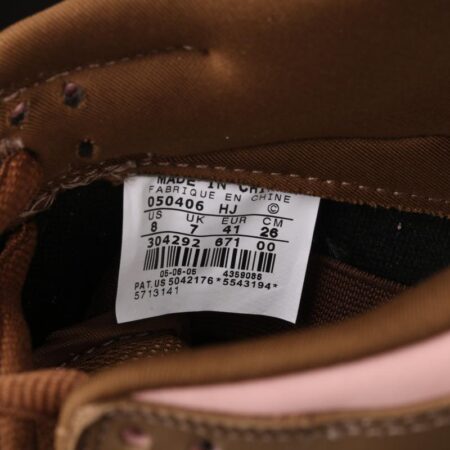 MADE IN CHINA
FABRIQUE EN CHINE
050406 HJ ©
US UK EUR CM
8 7 41 26
304292 671 00
05-06-05 4359086
PAT. US 5042176* *5543194*
5713141